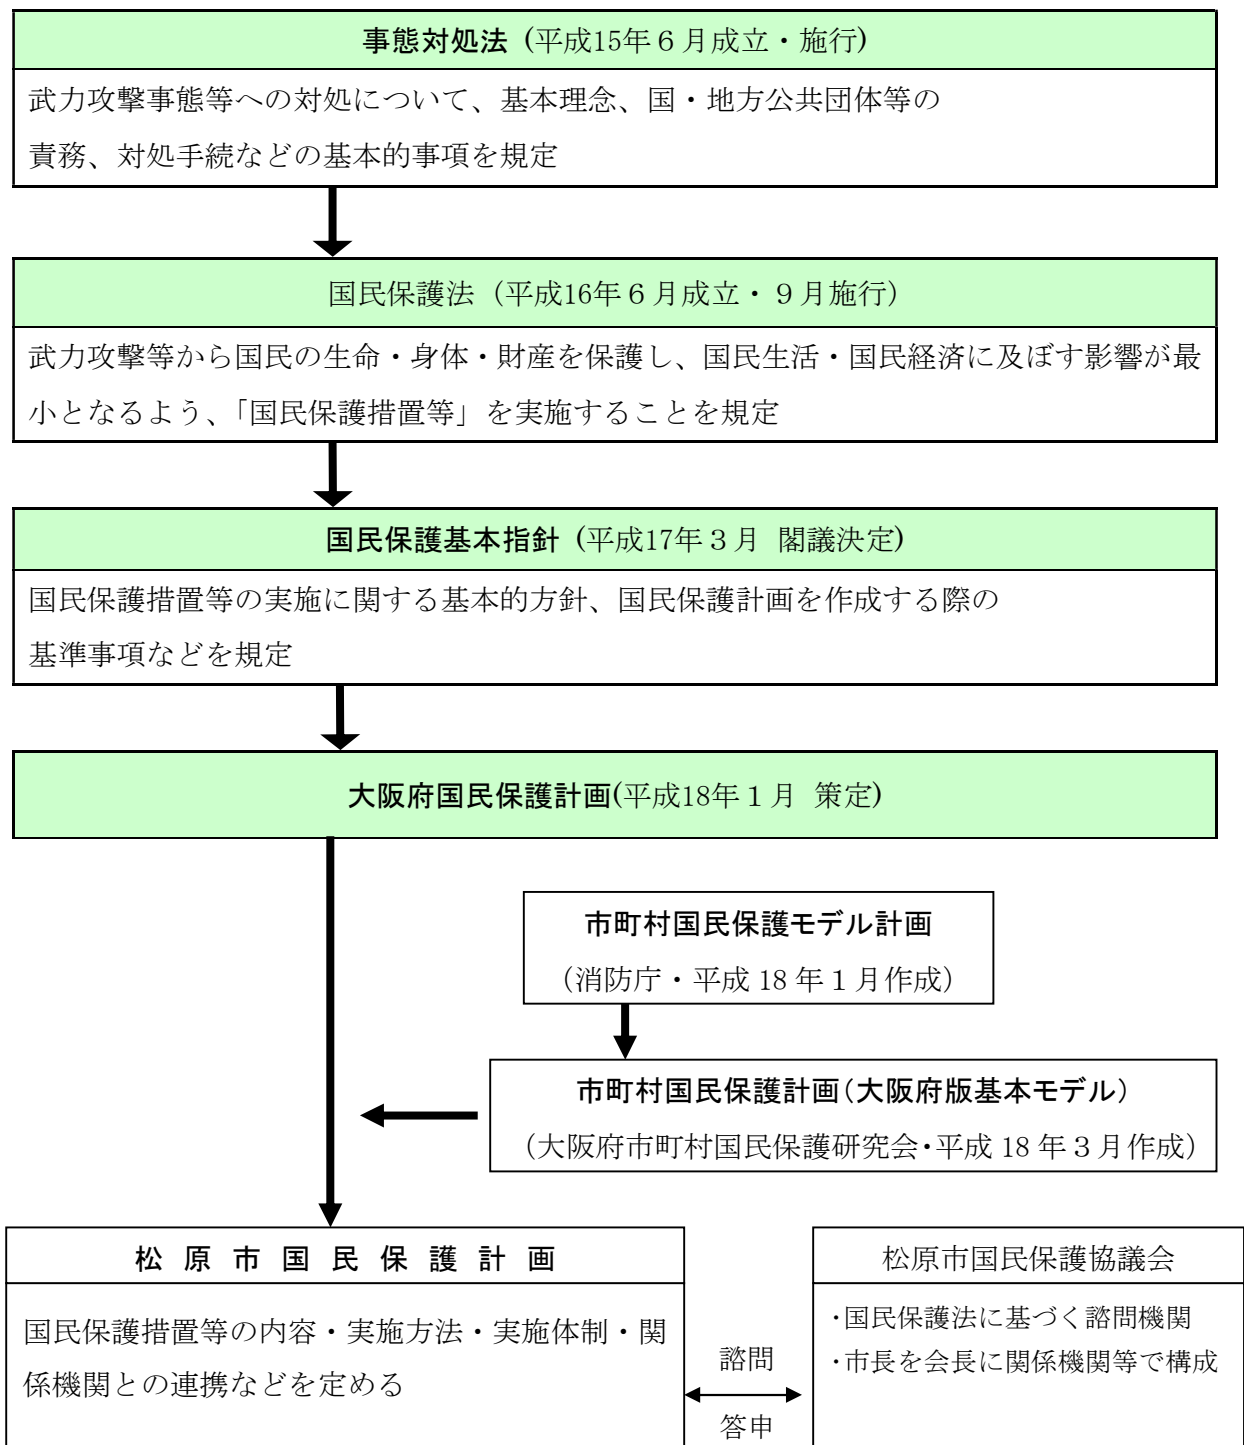 事態対処法 (平成15年６月成立・施行)
武力攻撃事態等への対処について、基本理念、国・地方公共団体等の
責務、対処手続などの基本的事項を規定
国民保護法（平成16年６月成立・９月施行）
武力攻撃等から国民の生命・身体・財産を保護し、国民生活・国民経済に及ぼす影響が最
小となるよう、「国民保護措置等」を実施することを規定
国民保護基本指針 (平成17年３月 閣議決定)
国民保護措置等の実施に関する基本的方針、国民保護計画を作成する際の
基準事項などを規定
大阪府国民保護計画(平成18年１月 策定)
市町村国民保護モデル計画
（消防庁・平成 18 年１月作成）
市町村国民保護計画（大阪府版基本モデル）
（大阪府市町村国民保護研究会・平成 18 年３月作成）
松 原 市 国 民 保 護 計 画
国民保護措置等の内容・実施方法・実施体制・関
係機関との連携などを定める
諮問
答申
松原市国民保護協議会
・国民保護法に基づく諮問機関
・市長を会長に関係機関等で構成